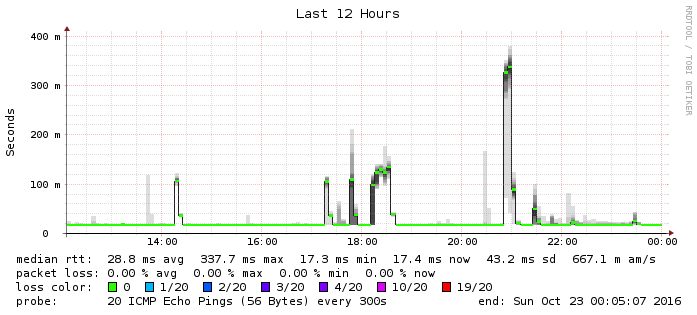 Last 12 Hours
RRDTOOL / TOBI OETIKER
Seconds
400 m
300 m
200 m
100 m
0
14:00 16:00 18:00 20:00 22:00 00:00
median rtt: 28.8 ms avg 337.7 ms max 17.3 ms min 17.4 ms now 43.2 ms sd 667.1 m am/s
packet loss: 0.00 % avg 0.00 % max 0.00 % min 0.00 % now
loss color: 0 1/20 2/20 3/20 4/20 10/20 19/20
probe: 20 ICMP Echo Pings (56 Bytes) every 300s end: Sun Oct 23 00:05:07 2016